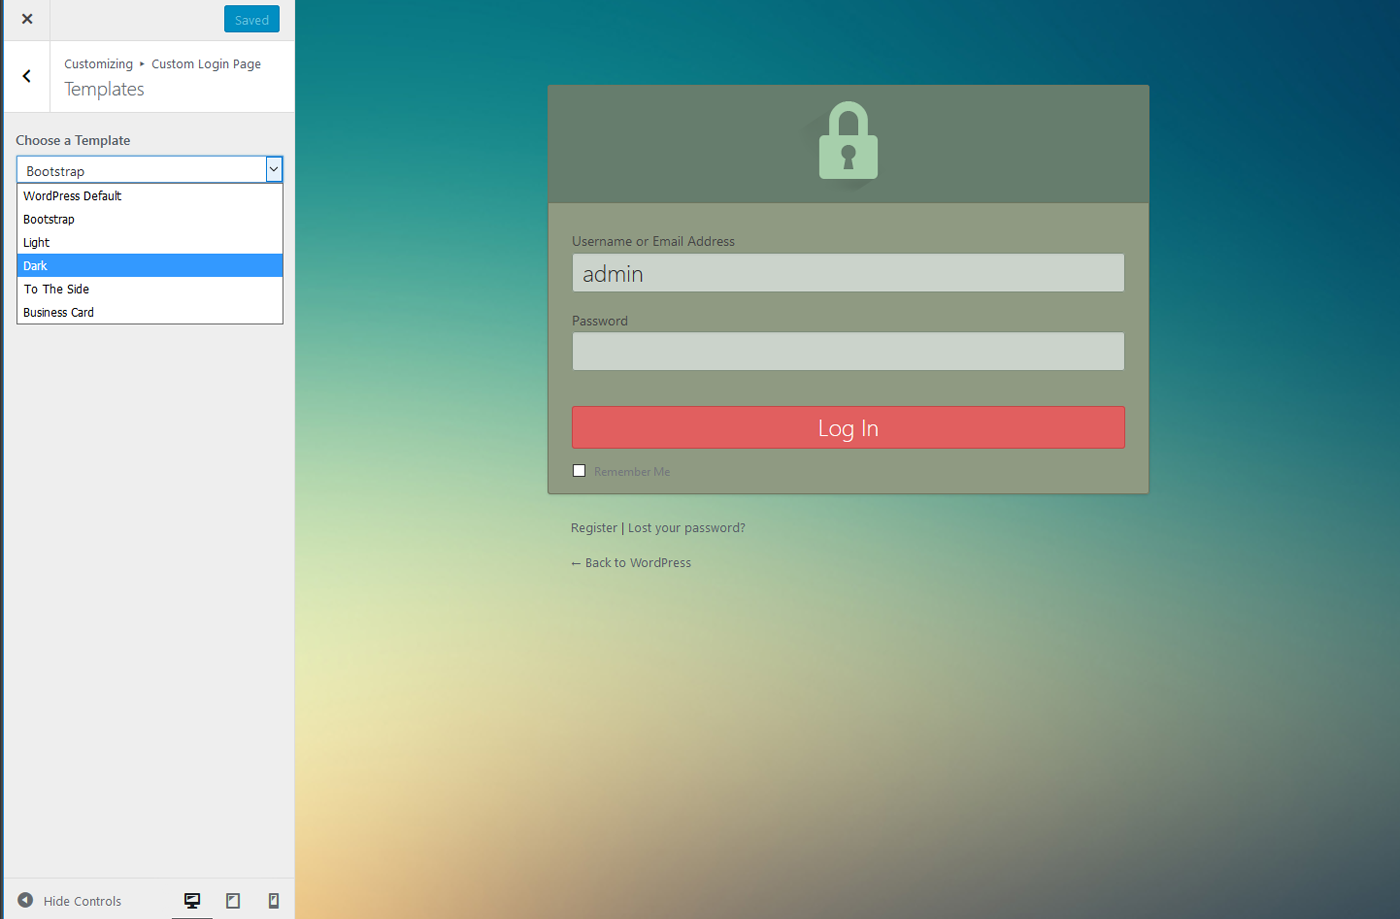 Saved
Customizing ▸ Custom Login Page
Templates
Choose a Template
Bootstrap
WordPress Default
Bootstrap
Light
Dark
To The Side
Business Card
Hide Controls
Username or Email Address
admin
Password
Log In
Remember Me
Register | Lost your password?
← Back to WordPress